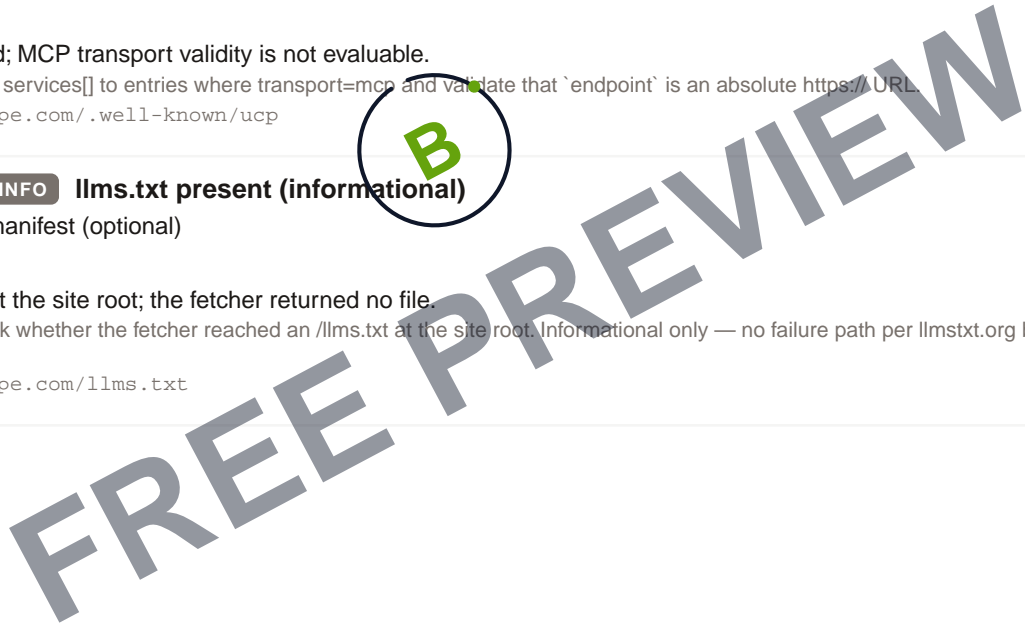 d; MCP transport validity is not evaluable.
services[] to entries where transport=mcp and validate that `endpoint` is an absolute https:// URL.
pe.com/.well-known/ucp
B
INFO llms.txt present (informational)
manifest (optional)
t the site root; the fetcher returned no file.
k whether the fetcher reached an /llms.txt at the site root. Informational only — no failure path per llmstxt.org
pe.com/llms.txt
FREE PREVIEW